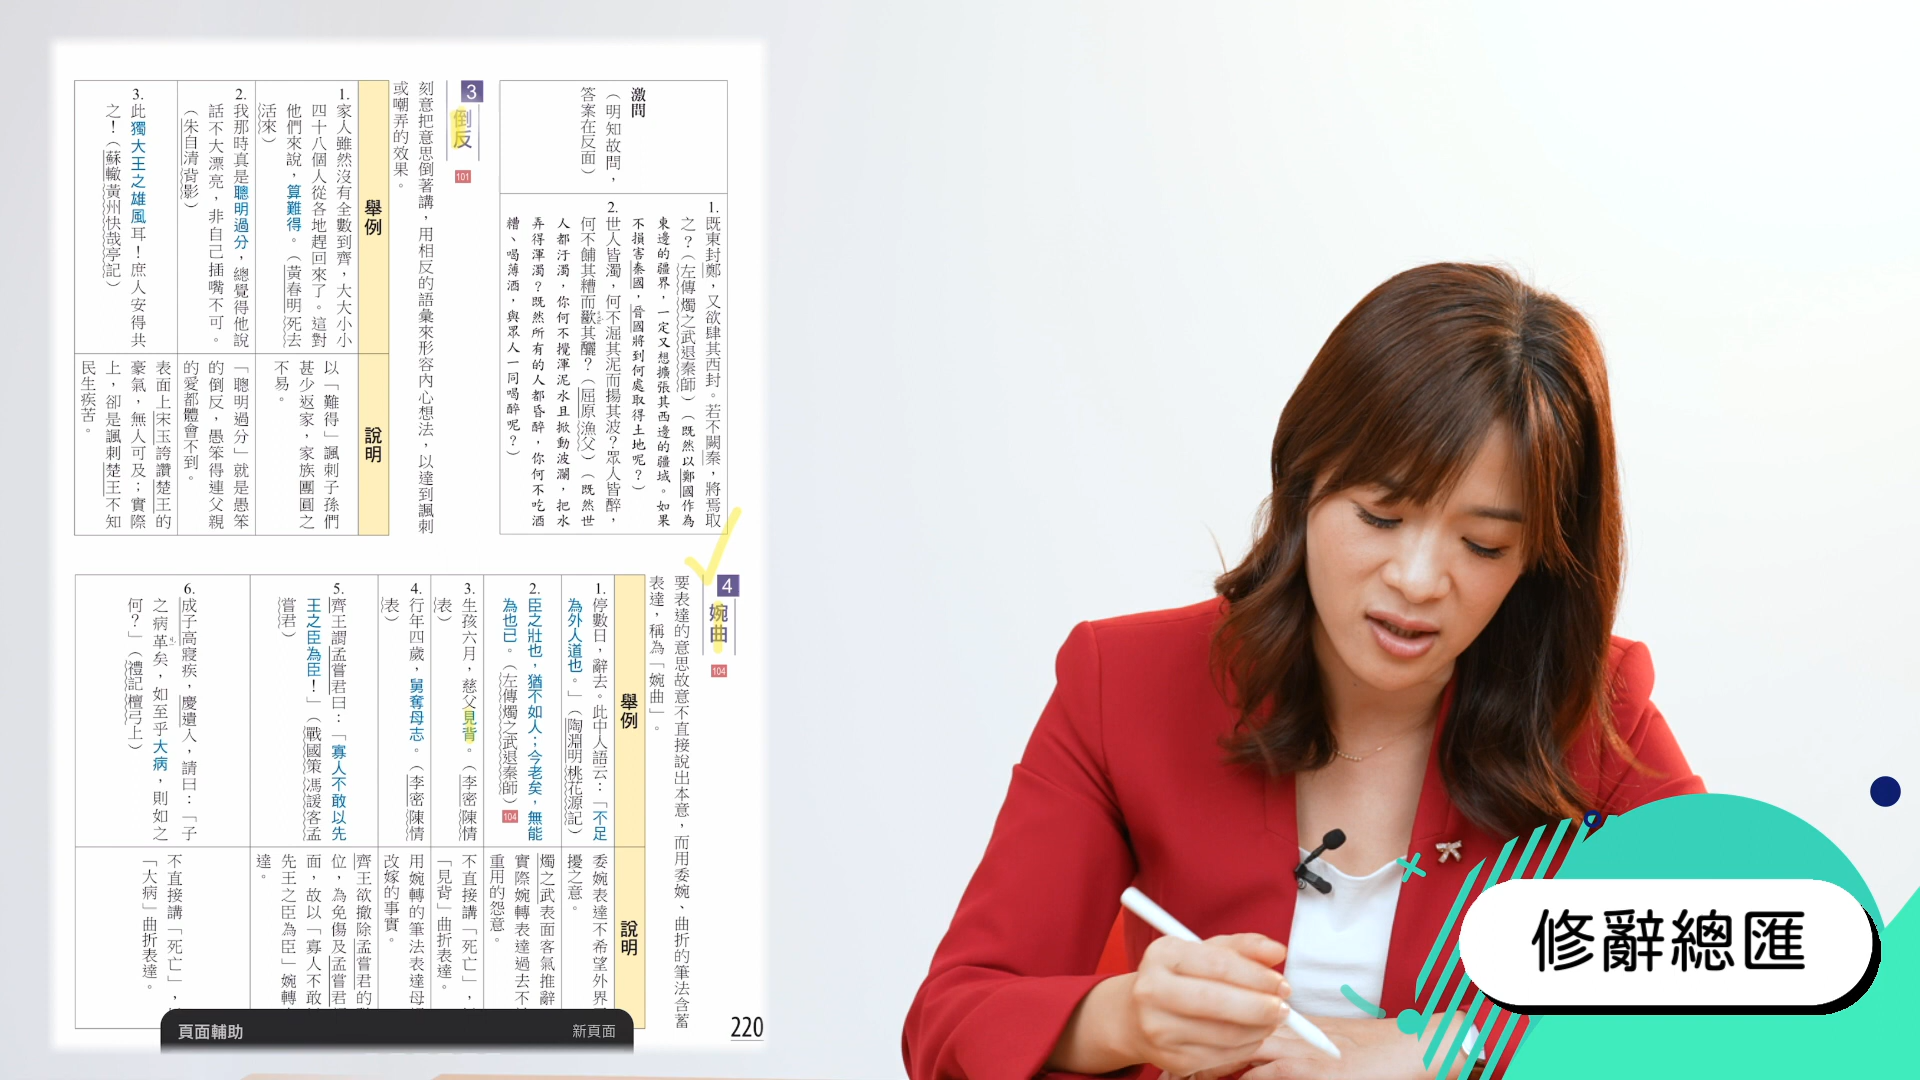 激問
（明知故問，
答案在反面）
1.既東封鄭，又欲肆其西封。若不闕秦，將焉取
之？（左傳燭之武退秦師）（既然以鄭國作為
東邊的疆界，一定又想擴張其西邊的疆域。如果
不損害秦國，晉國將到何處取得土地呢？）
2.世人皆濁，何不淈其泥而揚其波？眾人皆醉，
何不餔其糟而歠其釃？（屈原漁父）（既然世
人都汙濁，你何不攪渾泥水且掀動波瀾，把水
弄得渾濁？既然所有的人都昏醉，你何不吃酒
糟、喝薄酒，與眾人一同喝醉呢？）
3
倒反
101
刻意把意思倒著講，用相反的語彙來形容內心想法，以達到諷刺
或嘲弄的效果。
舉例
說明
1.家人雖然沒有全數到齊，大大小小
四十八個人從各地趕回來了。這對
他們來說，算難得。（黃春明死去
活來）
以「難得」諷刺子孫們
甚少返家，家族團圓之
不易。
2.我那時真是聰明過分，總覺得他說
話不大漂亮，非自己插嘴不可。
（朱自清背影）
「聰明過分」就是愚笨
的倒反，愚笨得連父親
的愛都體會不到。
3.此獨大王之雄風耳！庶人安得共
之！（蘇轍黃州快哉亭記）
表面上宋玉誇讚楚王的
豪氣，無人可及；實際
上，卻是諷刺楚王不知
民生疾苦。
4
婉曲
104
要表達的意思故意不直接說出本意，而用委婉、曲折的筆法含蓄
表達，稱為「婉曲」。
舉例
說明
1.停數日，辭去。此中人語云：「不足
為外人道也。」（陶淵明桃花源記）
委婉表達不希望外界
擾之意。
2.臣之壯也，猶不如人；今老矣，無能
為也已。（左傳燭之武退秦師）104
燭之武表面客氣推辭
實際婉轉表達過去不
重用的怨意。
3.生孩六月，慈父見背。（李密陳情
表）
不直接講「死亡」，
「見背」曲折表達。
4.行年四歲，舅奪母志。（李密陳情
表）
用婉轉的筆法表達母
改嫁的事實。
5.齊王謂孟嘗君曰：「寡人不敢以先
王之臣為臣！」（戰國策馮諼客孟
嘗君）
齊王欲撤除孟嘗君的
位，為免傷及孟嘗君
面，故以「寡人不敢
先王之臣為臣」婉轉
達。
6.成子高寢疾，慶遺入，請曰：「子
之病革矣，如至乎大病，則如之
何？」（禮記檀弓上）
不直接講「死亡」，
「大病」曲折表達。
220
頁面輔助
新頁面
修辭總匯